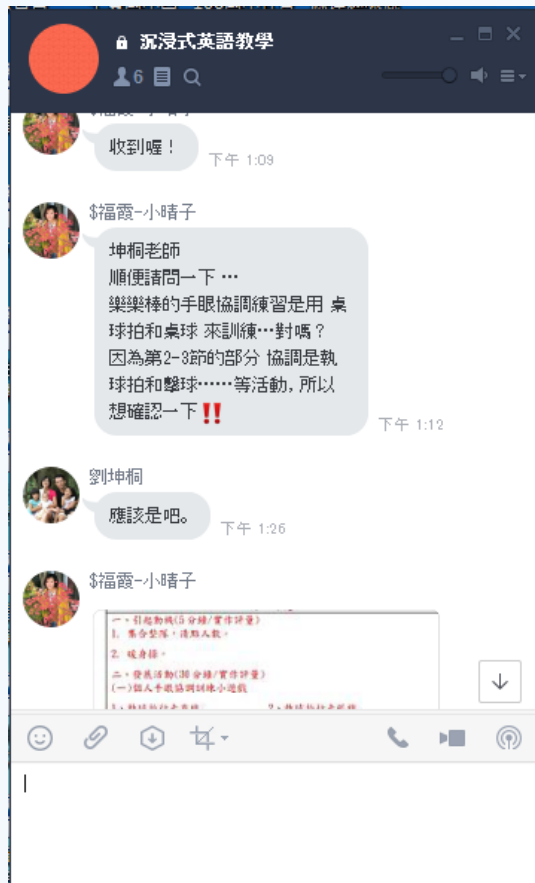 沉浸式英語教學
6
收到喔！
下午 1:09
$福霞-小晴子
坤桐老師
順便請問一下 …
樂樂棒的手眼協調練習是用 桌
球拍和桌球 來訓練…對嗎？
因為第2-3節的部分 協調是執
球拍和擊球……等活動, 所以
想確認一下‼
下午 1:12
劉坤桐
應該是吧。
下午 1:26
$福霞-小晴子
一、引起動機(5分鐘/實作評量)
1. 集合整隊，清點人數。
2. 暖身操。
二、發展活動(30分鐘/實作評量)
(一)個人手眼協調訓練小遊戲